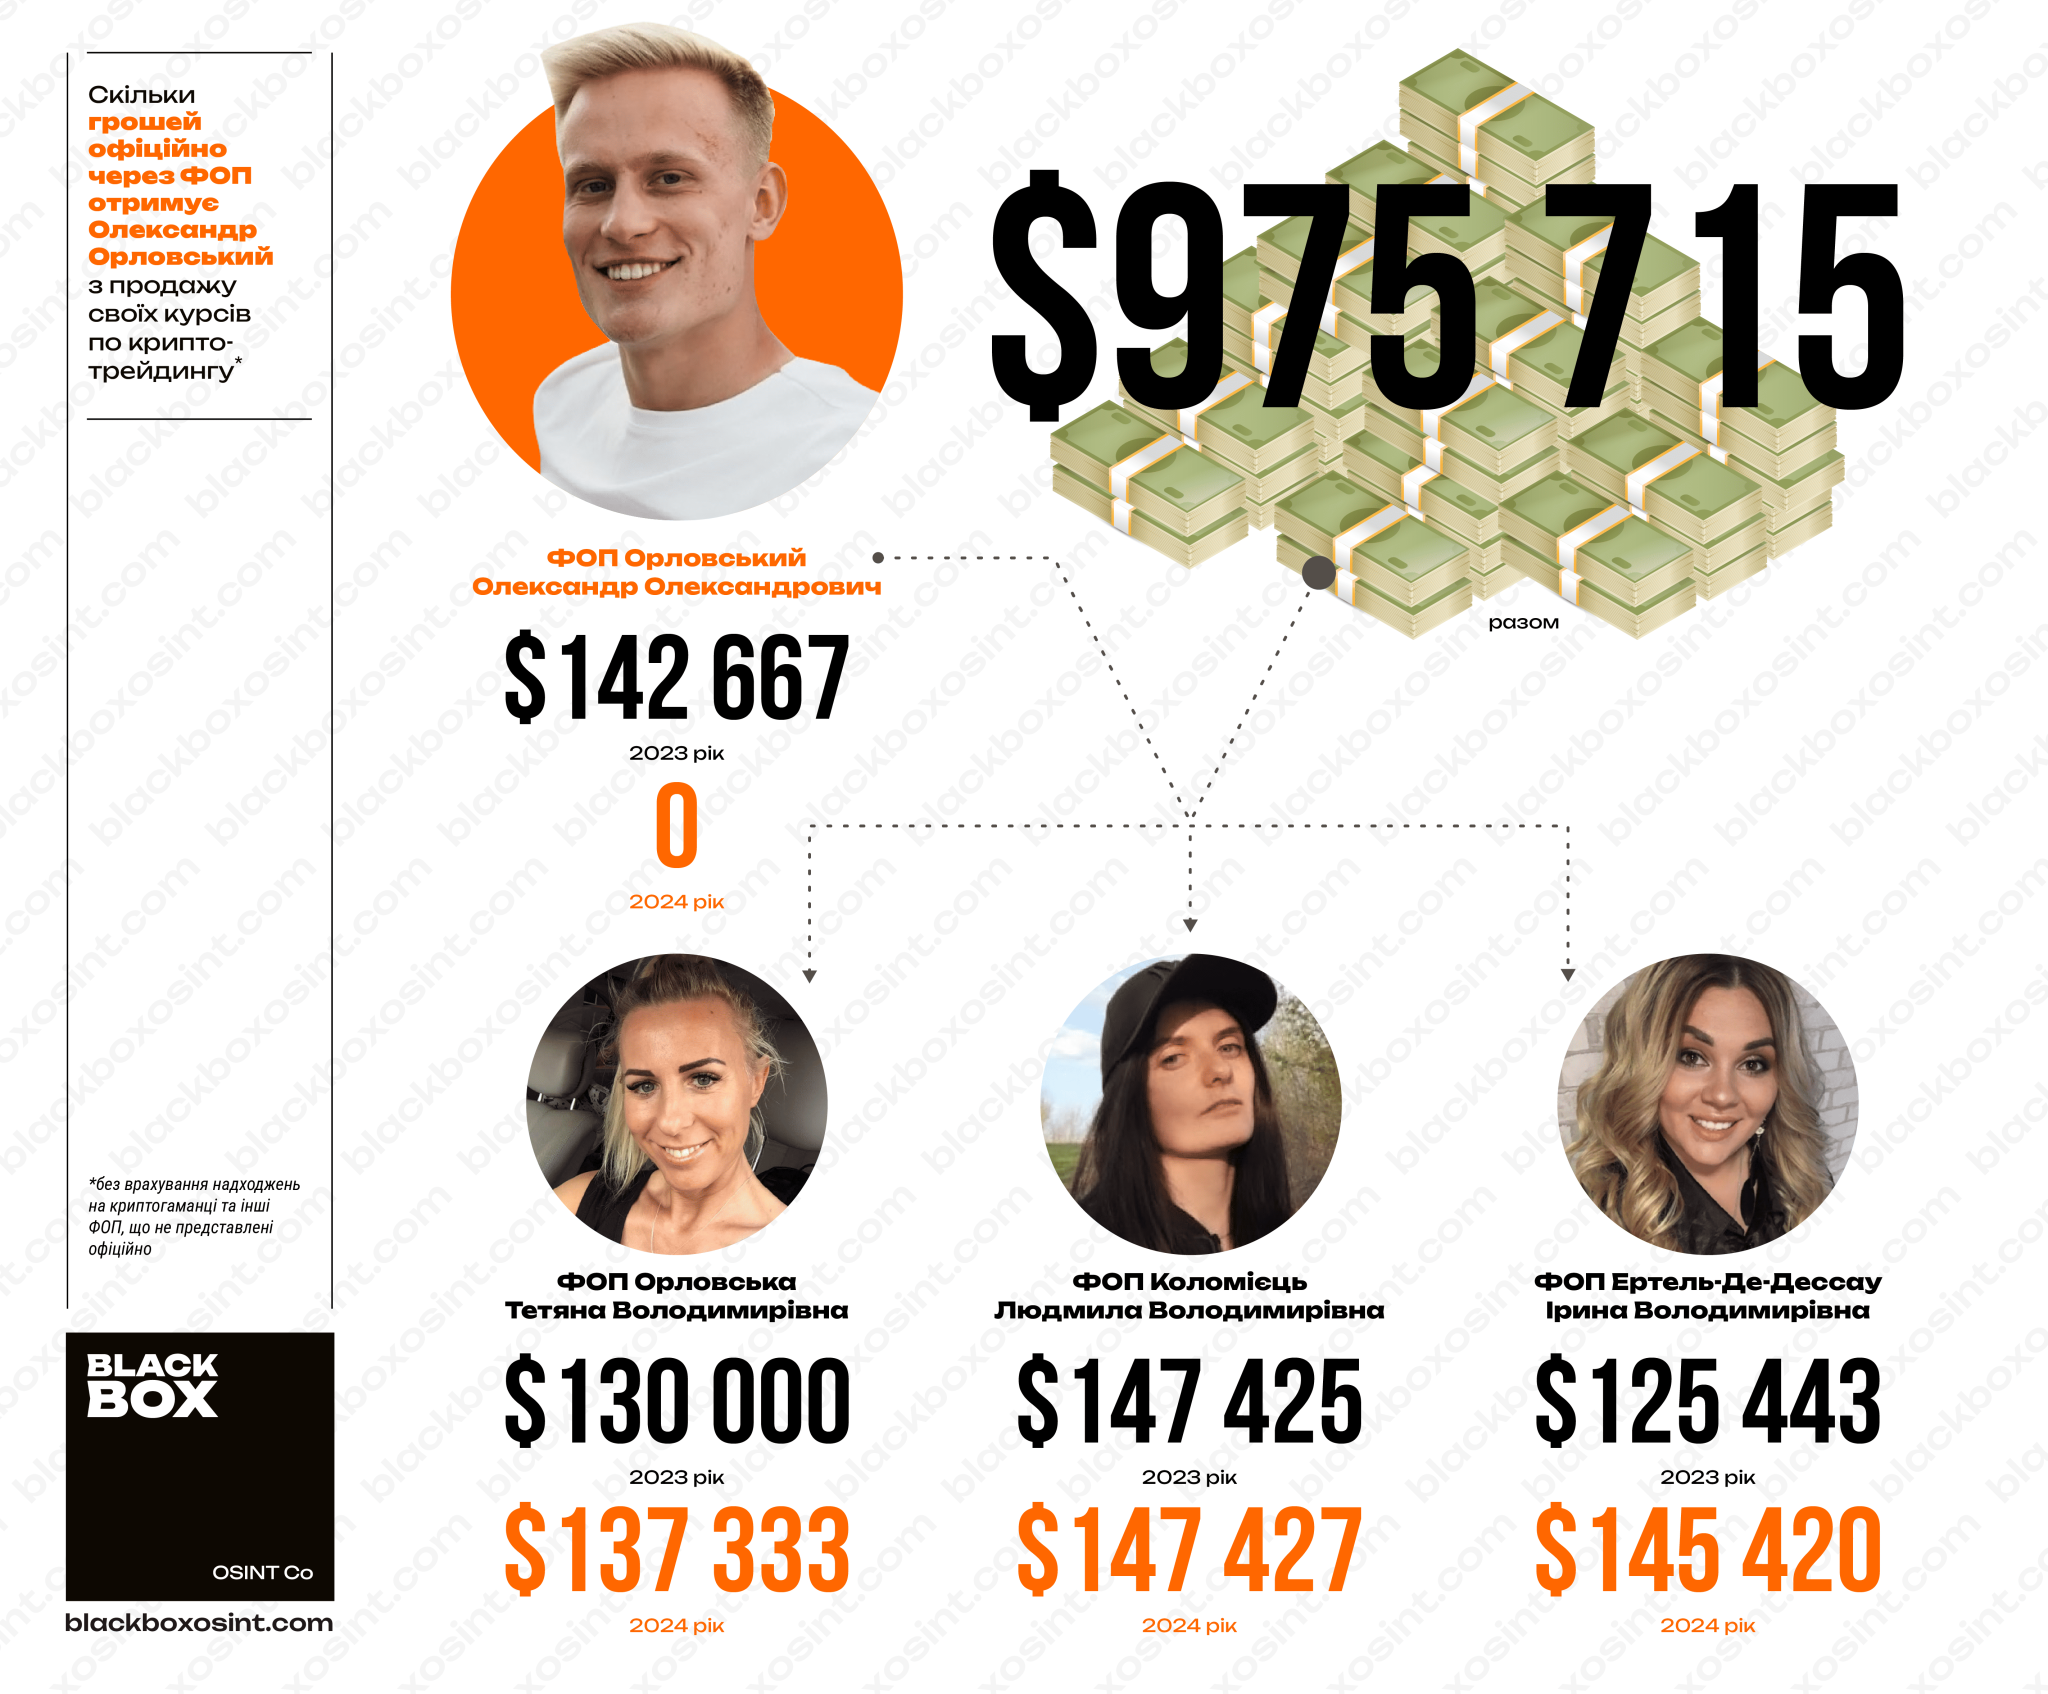 Скільки
грошей
офіційно
через ФОП
отримує
Олександр
Орловський
з продажу
своїх курсів
по крипто-
трейдингу*
$975 715
разом
ФОП Орловський
Олександр Олександрович
$142 667
2023 рік
0
2024 рік
ФОП Орловська
Тетяна Володимирівна
$130 000
2023 рік
$137 333
2024 рік
ФОП Коломієць
Людмила Володимирівна
$147 425
2023 рік
$147 427
2024 рік
ФОП Ертель-Де-Дессау
Ірина Володимирівна
$125 443
2023 рік
$145 420
2024 рік
*без врахування надходжень
на криптогаманці та інші
ФОП, що не представлені
офіційно
BLACK
BOX
OSINT Co
blackboxosint.com